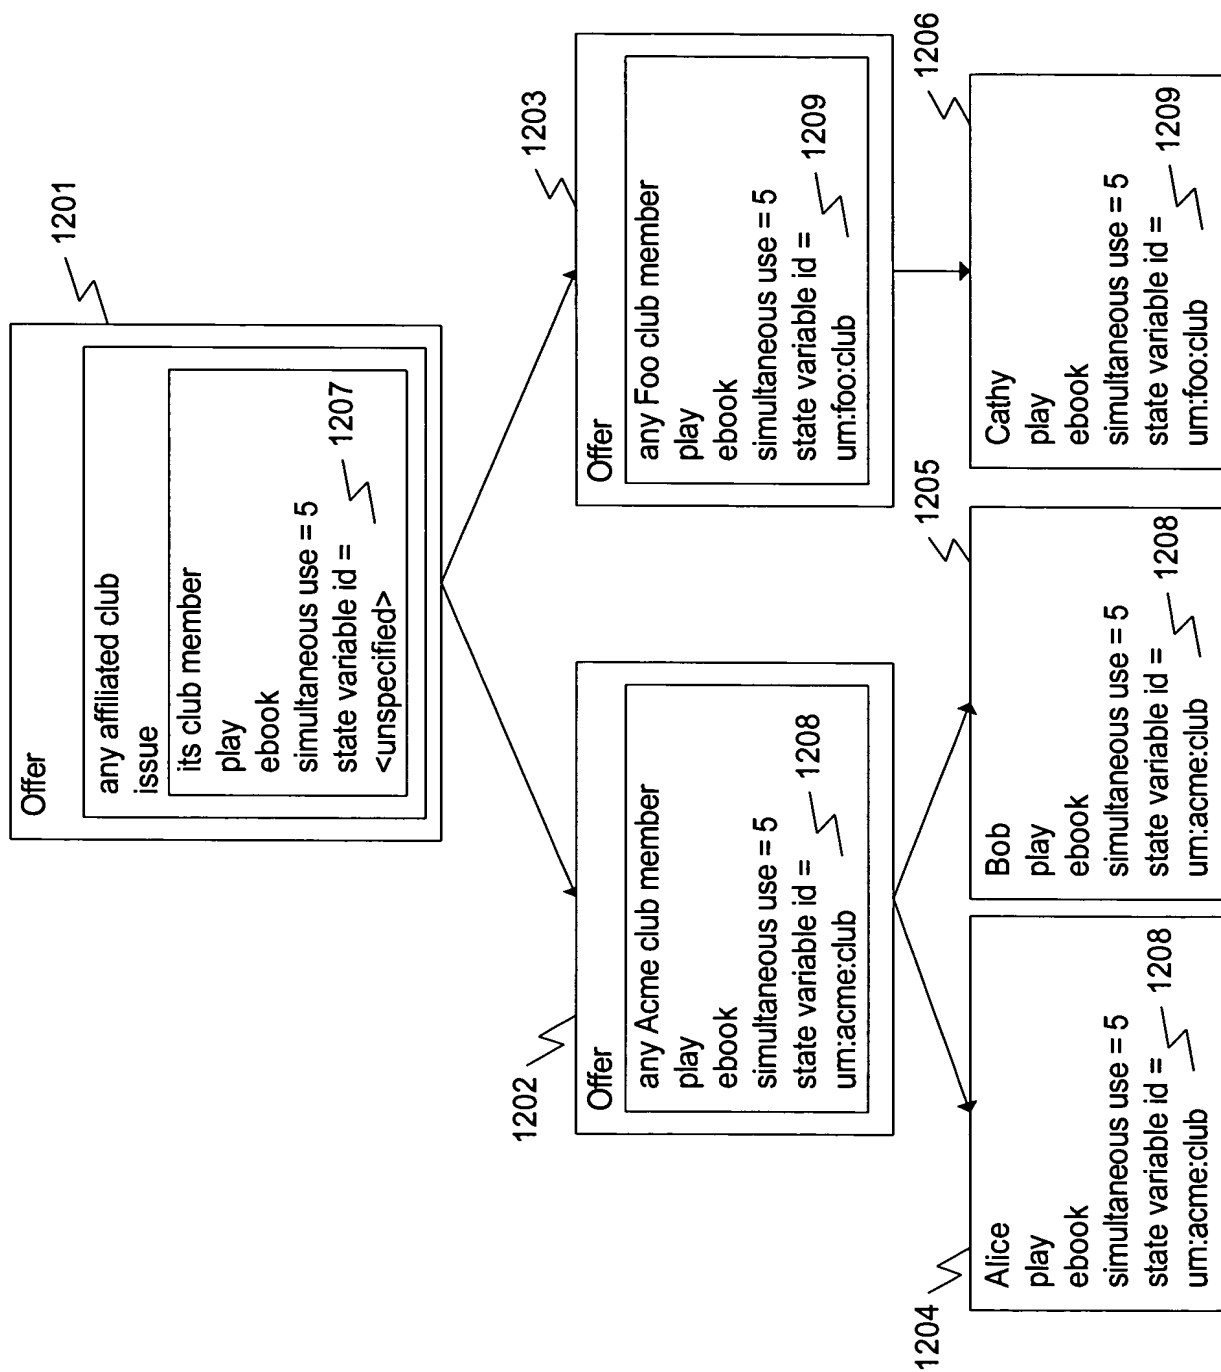 1201
Offer
any affiliated club
issue
its club member
play
ebook
simultaneous use = 5
state variable id =
1207
<unspecified>
1202
Offer
any Acme club member
play
ebook
simultaneous use = 5
state variable id =
1208
urn:acme:club
1203
Offer
any Foo club member
play
ebook
simultaneous use = 5
state variable id =
1209
urn:foo:club
1204
Alice
play
ebook
simultaneous use = 5
state variable id =
1208
urn:acme:club
1205
Bob
play
ebook
simultaneous use = 5
state variable id =
1208
urn:acme:club
1206
Cathy
play
ebook
simultaneous use = 5
state variable id =
1209
urn:foo:club